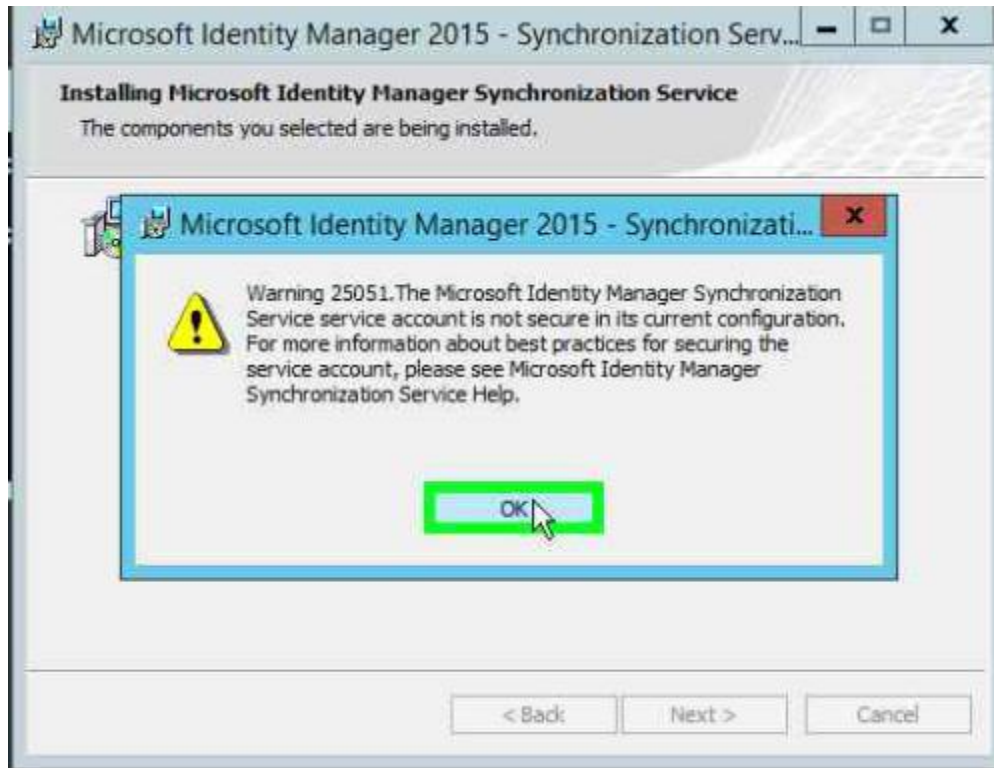 Microsoft Identity Manager 2015 - Synchronization Serv...
Installing Microsoft Identity Manager Synchronization Service
The components you selected are being installed.
Microsoft Identity Manager 2015 - Synchronizati...
Warning 25051.The Microsoft Identity Manager Synchronization
Service service account is not secure in its current configuration.
For more information about best practices for securing the
service account, please see Microsoft Identity Manager
Synchronization Service Help.
OK
< Back Next > Cancel